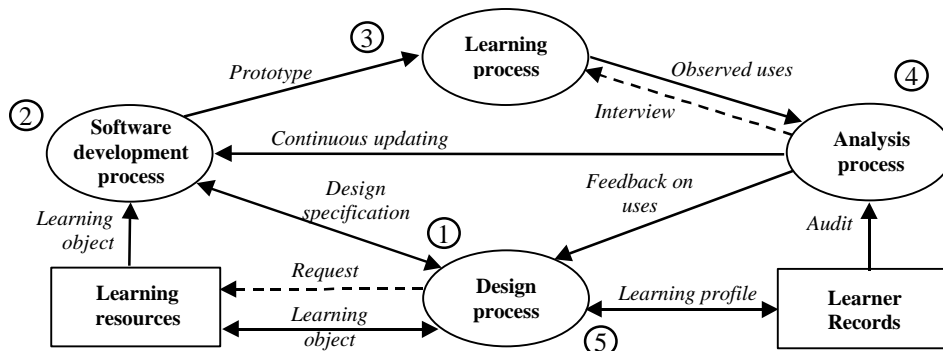 3
Learning
process
Prototype
Observed uses
4
2
Interview
Software
development
process
Continuous updating
Analysis
process
Design
specification
Feedback on
uses
Learning
object
1
Audit
Request
Learning
resources
Design
process
Learning profile
Learner
Records
Learning
object
5